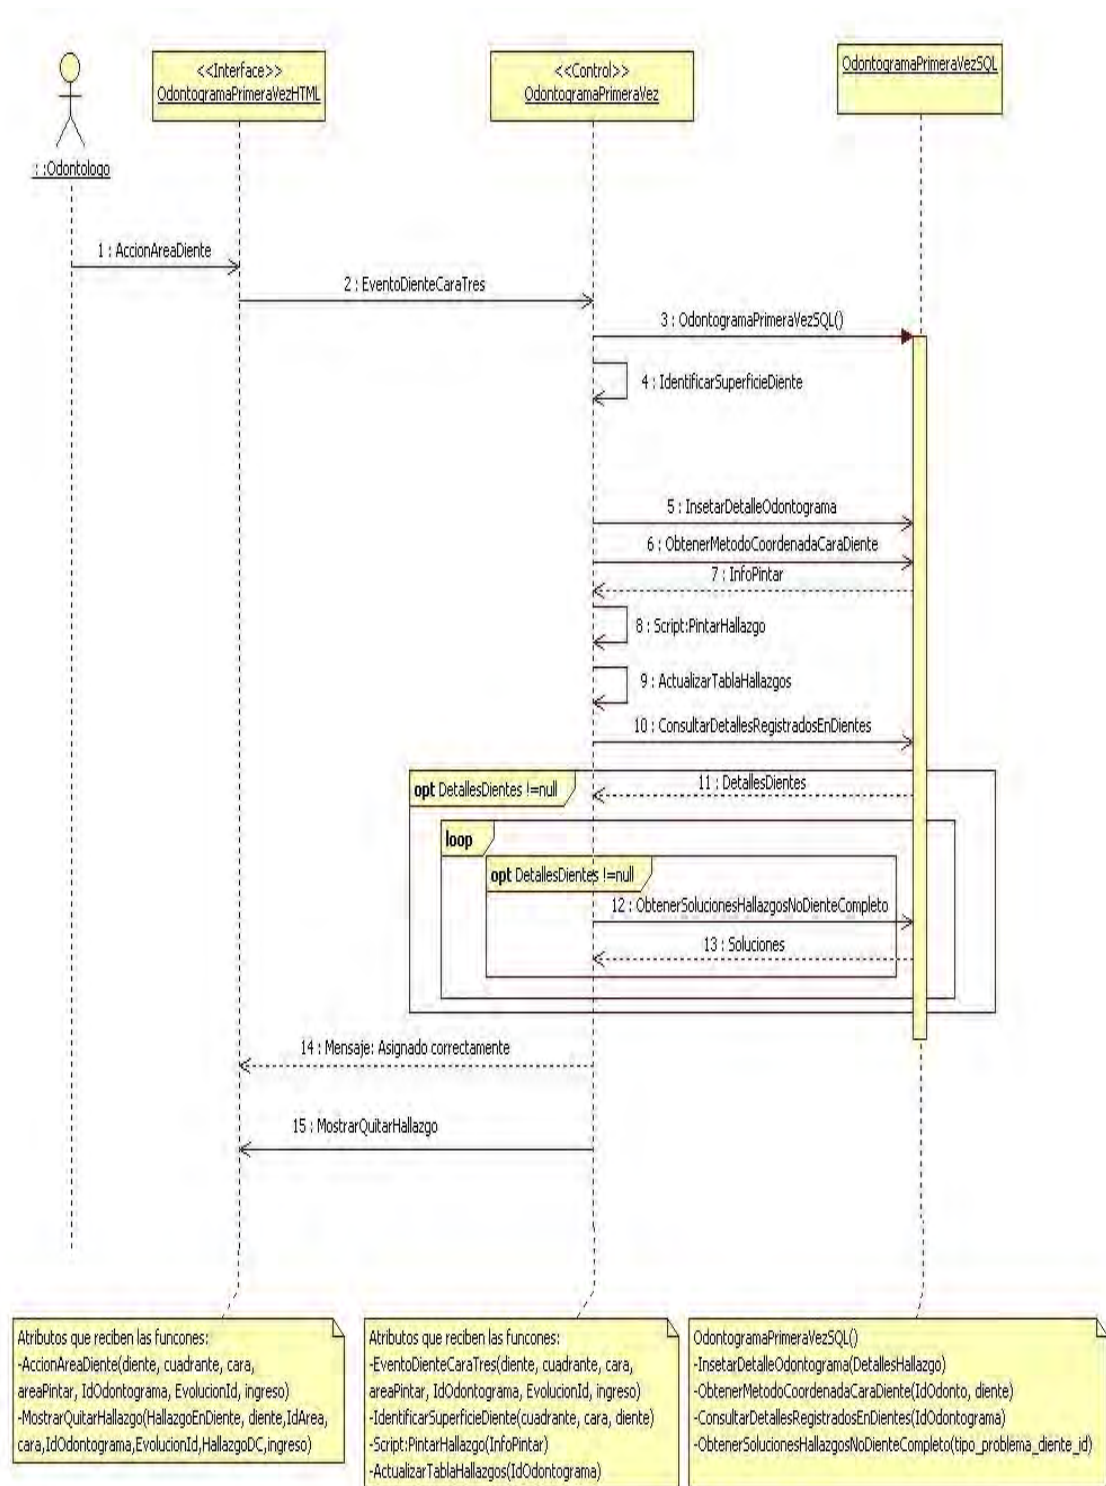 <<Interface>>
OdontogramaPrimeraVezHTML
<<Control>>
OdontogramaPrimeraVez
OdontogramaPrimeraVezSQL
: :Odontologo
1 : AccionAreaDiente
2 : EventoDienteCaraTres
3 : OdontogramaPrimeraVezSQL()
4 : IdentificarSuperficieDiente
5 : InsetarDetalleOdontograma
6 : ObtenerMetodoCoordenadaCaraDiente
7 : InfoPintar
8 : Script:PintarHallazgo
9 : ActualizarTablaHallazgos
10 : ConsultarDetallesRegistradosEnDientes
opt DetallesDientes !=null
11 : DetallesDientes
loop
opt DetallesDientes !=null
12 : ObtenerSolucionesHallazgosNoDienteCompleto
13 : Soluciones
14 : Mensaje: Asignado correctamente
15 : MostrarQuitarHallazgo
Atributos que reciben las funcones:
-AccionAreaDiente(diente, cuadrante, cara,
areaPintar, IdOdontograma, EvolucionId, ingreso)
-MostrarQuitarHallazgo(HallazgoEnDiente, diente,IdArea,
cara,IdOdontograma,EvolucionId,HallazgoDC,ingreso)
Atributos que reciben las funcones:
-EventoDienteCaraTres(diente, cuadrante, cara,
areaPintar, IdOdontograma, EvolucionId, ingreso)
-IdentificarSuperficieDiente(cuadrante, cara, diente)
-Script:PintarHallazgo(InfoPintar)
-ActualizarTablaHallazgos(IdOdontograma)
OdontogramaPrimeraVezSQL()
-InsetarDetalleOdontograma(DetallesHallazgo)
-ObtenerMetodoCoordenadaCaraDiente(IdOdonto, diente)
-ConsultarDetallesRegistradosEnDientes(IdOdontograma)
-ObtenerSolucionesHallazgosNoDienteCompleto(tipo_problema_diente_id)